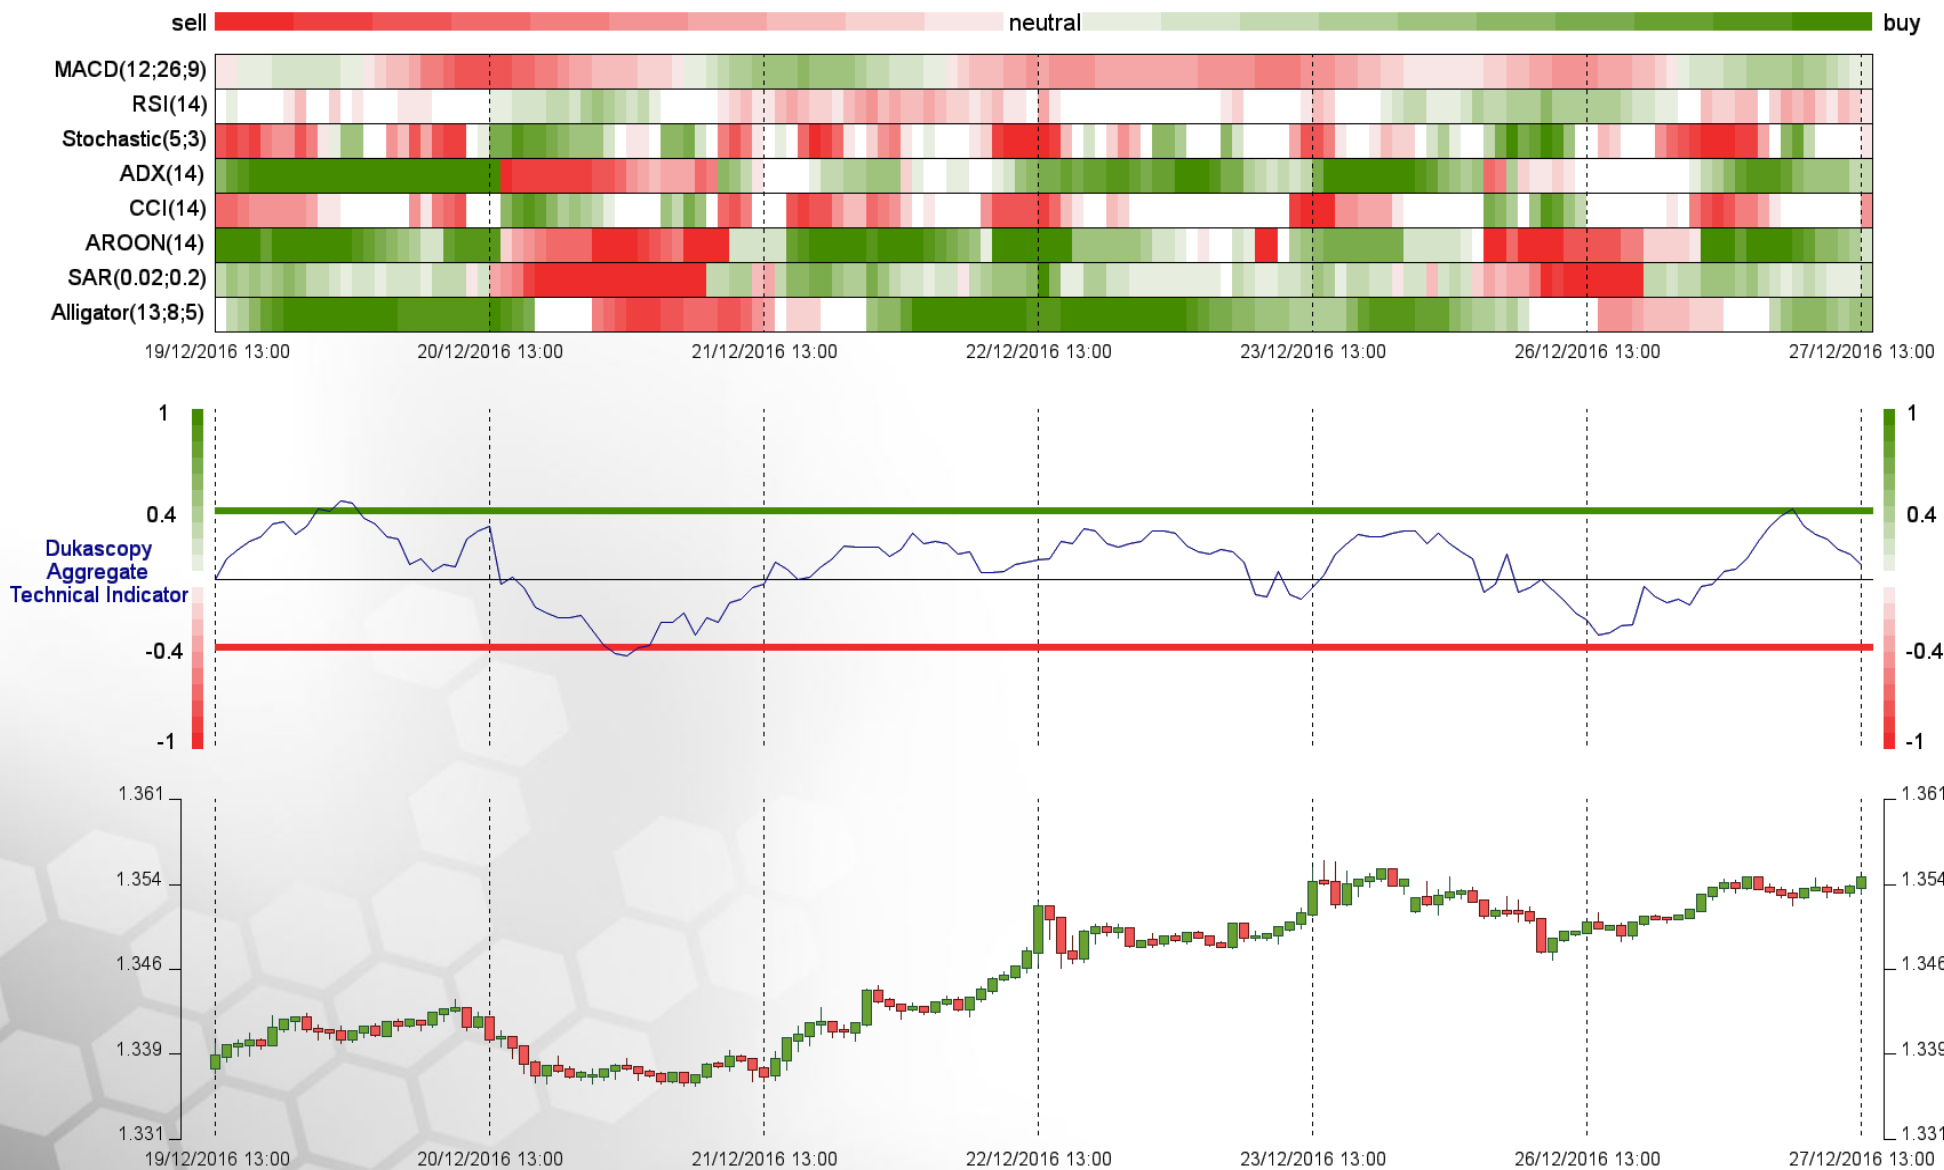 sell neutral buy
MACD(12;26;9)
RSI(14)
Stochastic(5;3)
ADX(14)
CCI(14)
AROON(14)
SAR(0.02;0.2)
Alligator(13;8;5)
19/12/2016 13:00 20/12/2016 13:00 21/12/2016 13:00 22/12/2016 13:00 23/12/2016 13:00 26/12/2016 13:00 27/12/2016 13:00
1 1
0.4 0.4
Dukascopy
Aggregate
Technical Indicator
-0.4 -0.4
-1 -1
1.361 1.361
1.354 1.354
1.346 1.346
1.339 1.339
1.331 1.331
19/12/2016 13:00 20/12/2016 13:00 21/12/2016 13:00 22/12/2016 13:00 23/12/2016 13:00 26/12/2016 13:00 27/12/2016 13:00